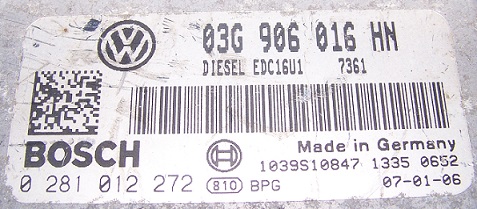 03G 906 016 HN
DIESEL EDC16U1 7361
BOSCH
Made in Germany
1039S10847 1335 0652
0 281 012 272 810 BPG 07-01-06